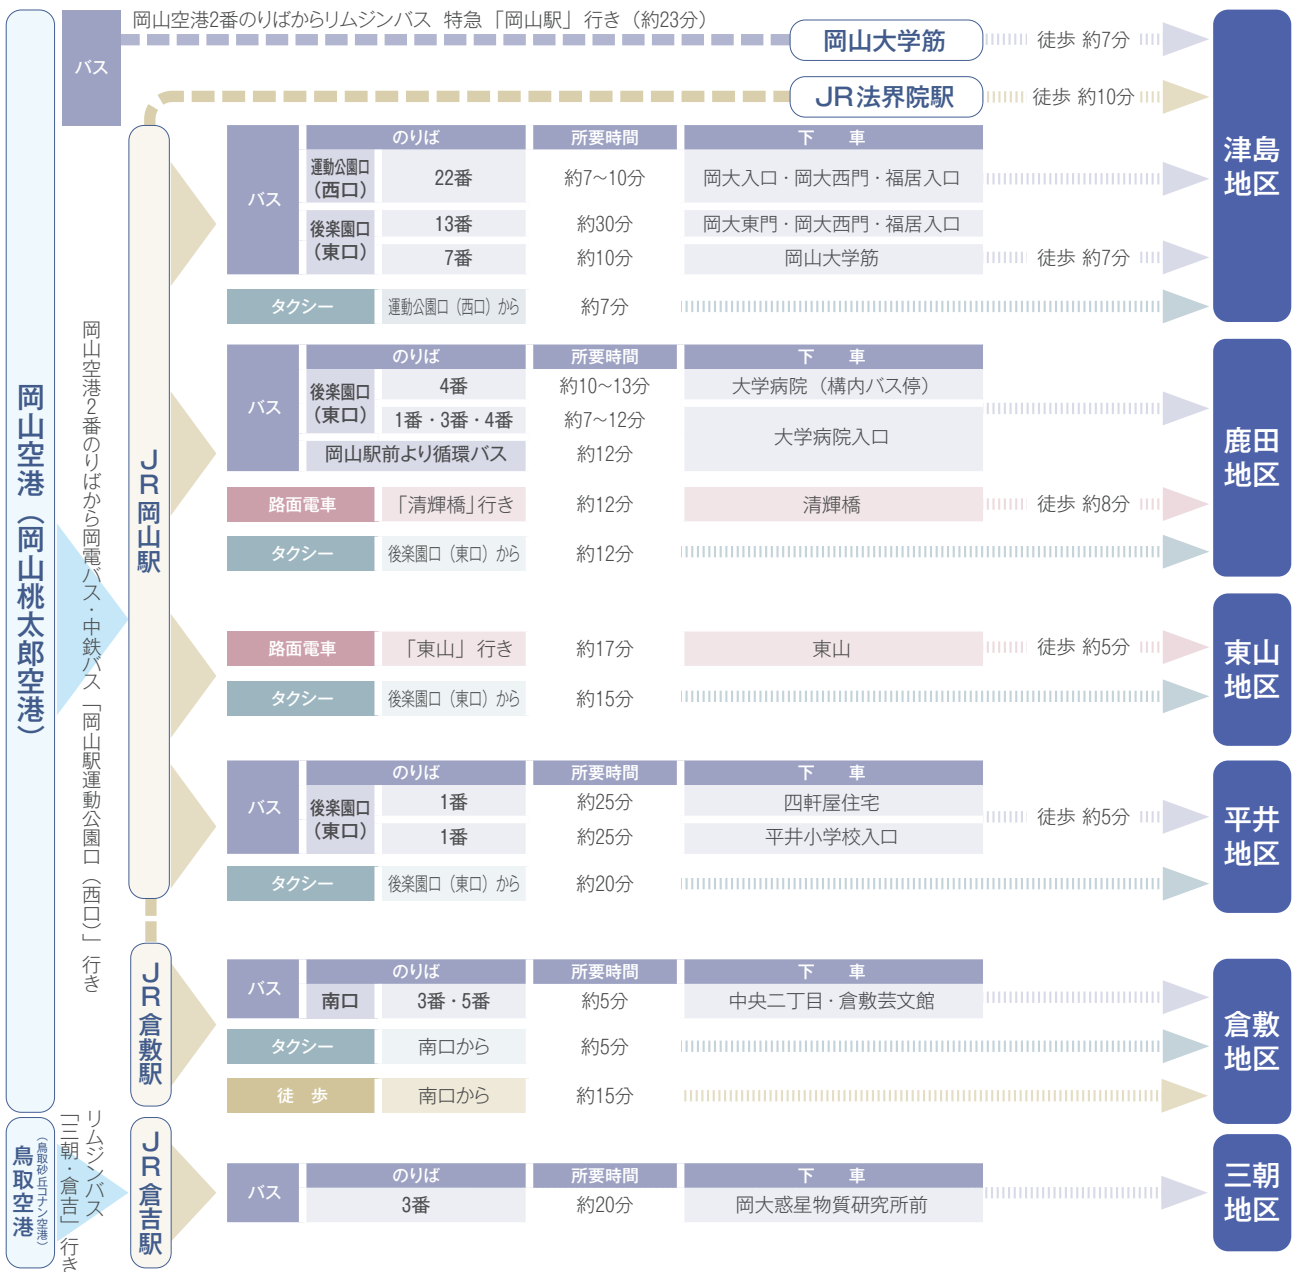 岡山空港2番のりばからリムジンバス 特急「岡山駅」行き（約23分）
バス
岡山大学筋
徒歩 約7分
JR法界院駅
徒歩 約10分
津島
地区
岡山空港（岡山桃太郎空港）
岡山空港2番のりばから岡電バス・中鉄バス「岡山駅運動公園口（西口）」行き
JR岡山駅
のりば 所要時間 下 車
バス
運動公園口
（西口）
22番 約7〜10分 岡大入口・岡大西門・福居入口
後楽園口
（東口）
13番 約30分 岡大東門・岡大西門・福居入口
7番 約10分 岡山大学筋 徒歩 約7分
タクシー 運動公園口（西口）から 約7分
のりば 所要時間 下 車
バス
後楽園口
（東口）
4番 約10〜13分 大学病院（構内バス停）
1番・3番・4番 約7〜12分
大学病院入口
岡山駅前より循環バス 約12分
路面電車 「清輝橋」行き 約12分 清輝橋 徒歩 約8分
タクシー 後楽園口（東口）から 約12分
鹿田
地区
路面電車 「東山」行き 約17分 東山 徒歩 約5分
タクシー 後楽園口（東口）から 約15分
東山
地区
のりば 所要時間 下 車
バス
後楽園口
（東口）
1番 約25分 四軒屋住宅
徒歩 約5分
1番 約25分 平井小学校入口
タクシー 後楽園口（東口）から 約20分
平井
地区
JR倉敷駅
のりば 所要時間 下 車
バス
南口 3番・5番 約5分 中央二丁目・倉敷芸文館
タクシー 南口から 約5分
徒 歩 南口から 約15分
倉敷
地区
鳥取空港
（鳥取砂丘コナン空港）
リムジンバス
「三朝・倉吉」行き
JR倉吉駅
のりば 所要時間 下 車
バス
3番 約20分 岡大惑星物質研究所前
三朝
地区